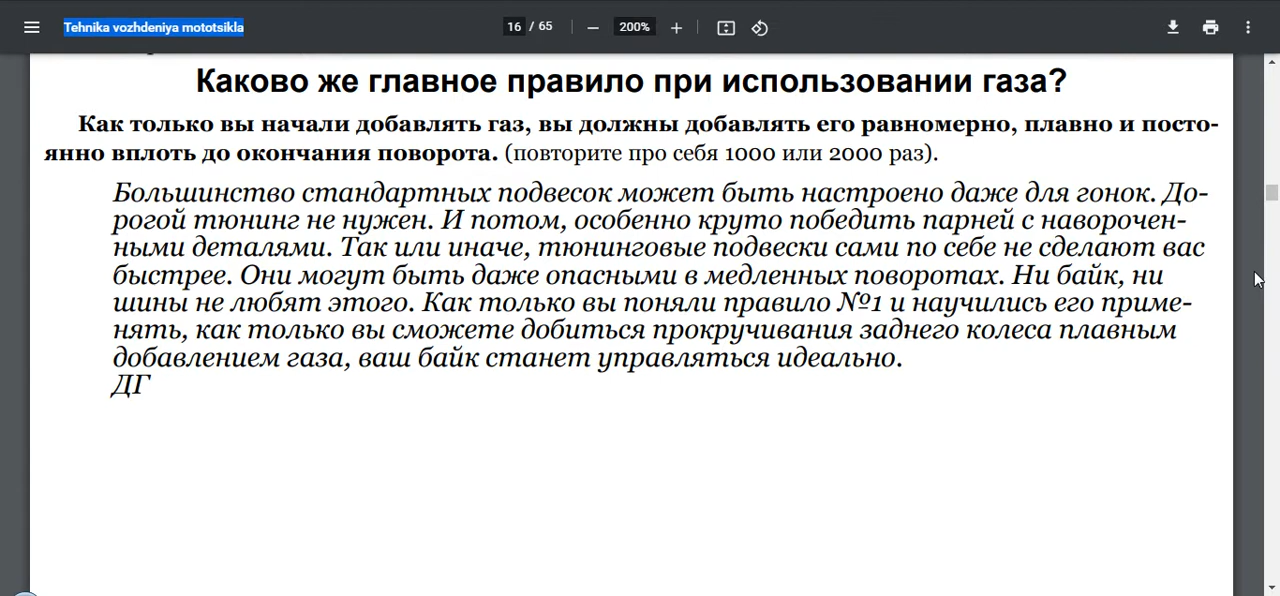 Tehnika vozhdeniya mototsikla
16 / 65
200%
Каково же главное правило при использовании газа?
Как только вы начали добавлять газ, вы должны добавлять его равномерно, плавно и посто-
янно вплоть до окончания поворота. (повторите про себя 1000 или 2000 раз).
Большинство стандартных подвесок может быть настроено даже для гонок. До-
рогой тюнинг не нужен. И потом, особенно круто победить парней с наворочен-
ными деталями. Так или иначе, тюнинговые подвески сами по себе не сделают вас
быстрее. Они могут быть даже опасными в медленных поворотах. Ни байк, ни
шины не любят этого. Как только вы поняли правило №1 и научились его приме-
нять, как только вы сможете добиться прокручивания заднего колеса плавным
добавлением газа, ваш байк станет управляться идеально.
ДГ